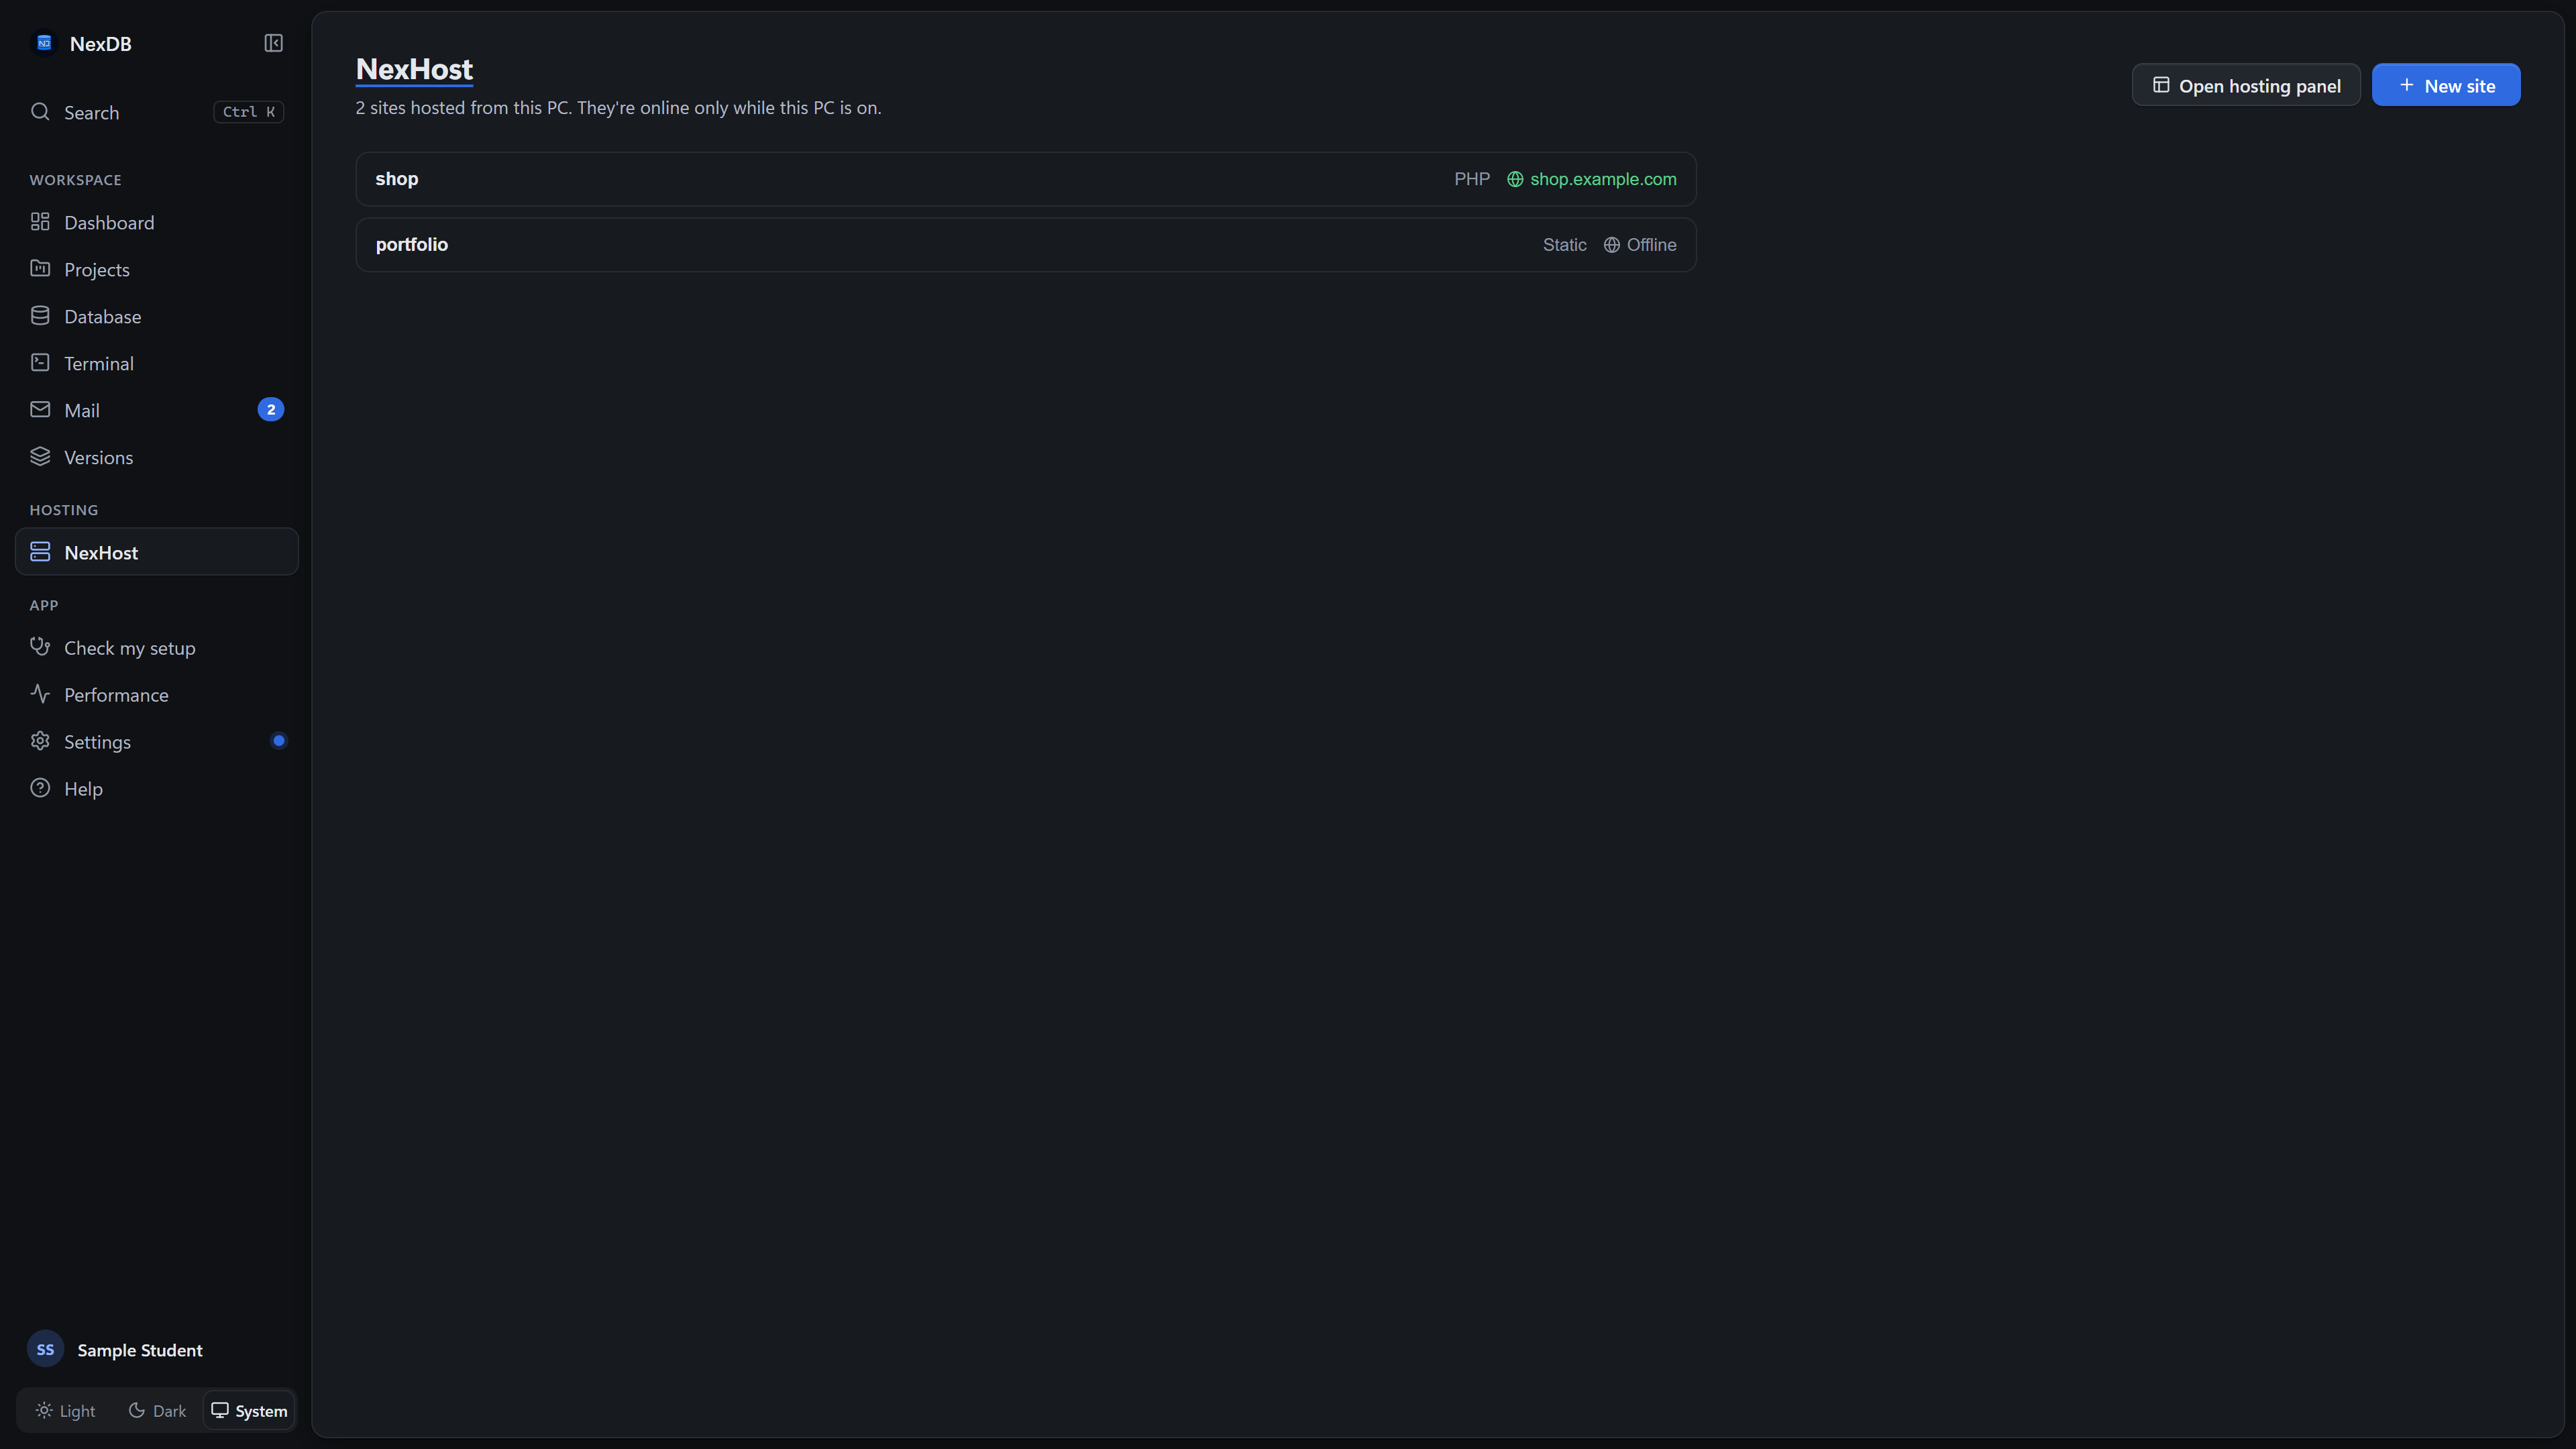 NexDB
Search Ctrl K
WORKSPACE
Dashboard
Projects
Database
Terminal
Mail 2
Versions
HOSTING
NexHost
APP
Check my setup
Performance
Settings
Help
SS Sample Student
Light Dark System
NexHost
2 sites hosted from this PC. They're online only while this PC is on.
Open hosting panel + New site
shop PHP shop.example.com
portfolio Static Offline